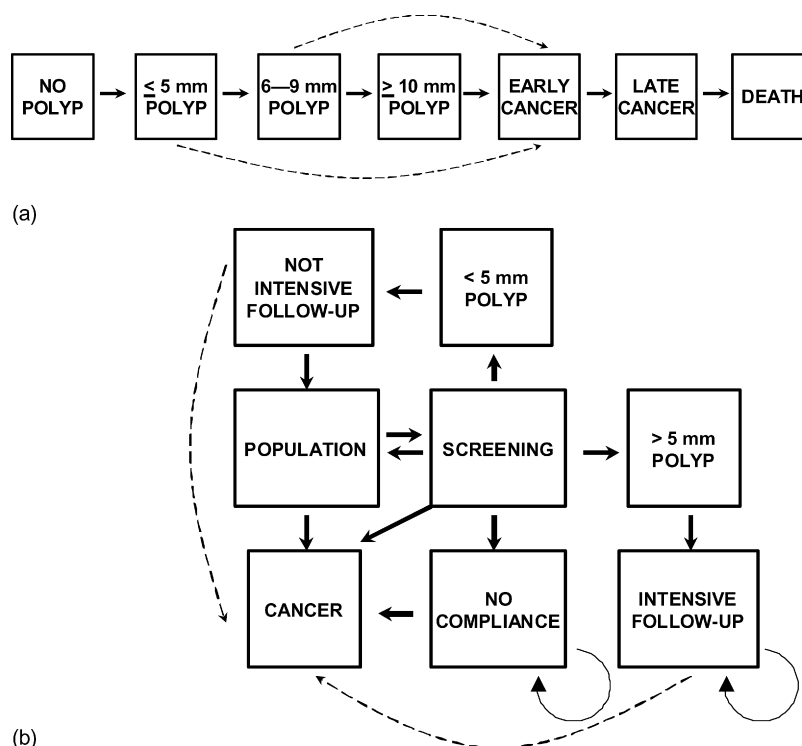 NO
POLYP
≤ 5 mm
POLYP
6—9 mm
POLYP
≥ 10 mm
POLYP
EARLY
CANCER
LATE
CANCER
DEATH
(a)
NOT
INTENSIVE
FOLLOW-UP
< 5 mm
POLYP
POPULATION
SCREENING
> 5 mm
POLYP
CANCER
NO
COMPLIANCE
INTENSIVE
FOLLOW-UP
(b)